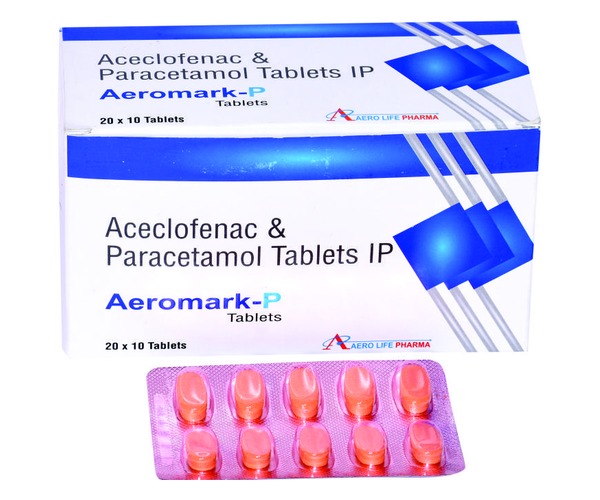 Aceclofenac &
Paracetamol Tablets IP
Aeromark-P
Tablets
20 x 10 Tablets
AERO LIFE PHARMA
Aceclofenac &
Paracetamol Tablets IP
Aeromark-P
Tablets
20 x 10 Tablets
AERO LIFE PHARMA